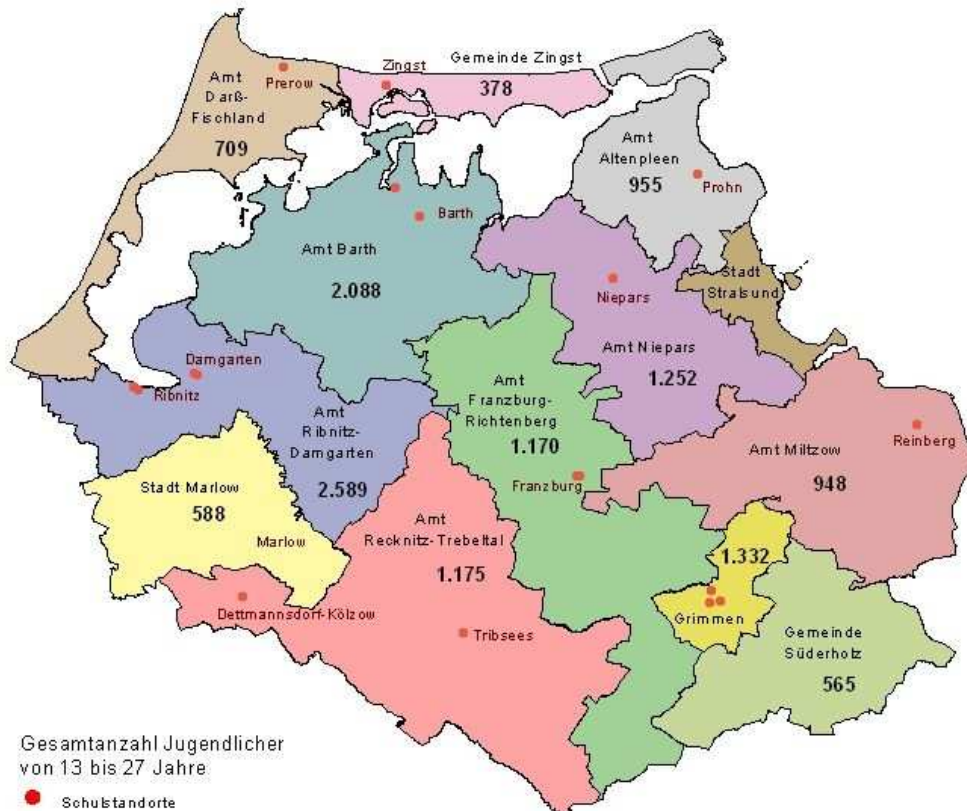 Gemeinde Zingst
378
Zingst
Prerow
Amt
Darß-
Fischland
709
Amt
Altenpleen
955
Prohn
Barth
Amt Barth
2.088
Stadt
Stralsund
Niepars
Amt Niepars
1.252
Damgarten
Ribnitz
Amt
Ribnitz-
Damgarten
2.589
Amt
Franzburg-
Richtenberg
1.170
Franzburg
Reinberg
Amt Miltzow
948
Stadt Marlow
588
Marlow
Amt
Recknitz-Trebeltal
1.175
1.332
Grimmen
Dettmannsdorf-Kölzow
Tribsees
Gemeinde
Süderholz
565
Gesamtanzahl Jugendlicher
von 13 bis 27 Jahre
Schulstandorte